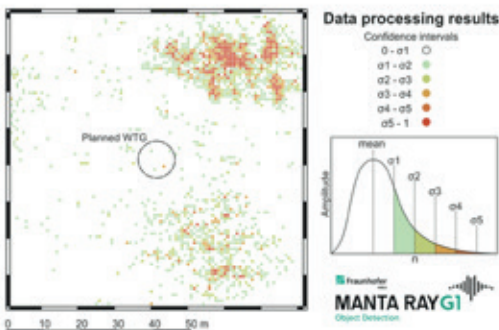 Data processing results
Confidence intervals
0 - σ1
σ1 - σ2
σ2 - σ3
σ3 - σ4
σ4 - σ5
σ5 - 1
Planned WTG
mean
σ1
σ2
σ3
σ4
σ5
Amplitude
n
0 10 20 30 40 50 m
Fraunhofer
MANTA RAY G1
Object Detection